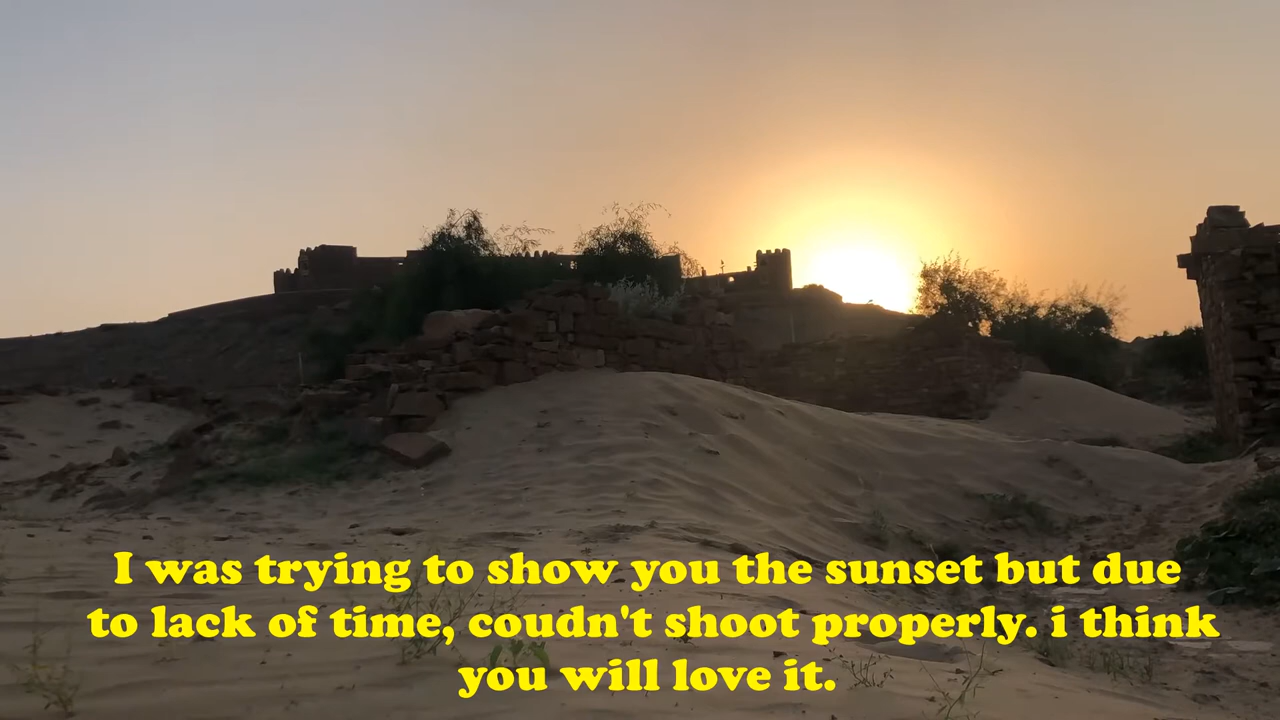 I was trying to show you the sunset but due
to lack of time, coudn't shoot properly. i think
you will love it.